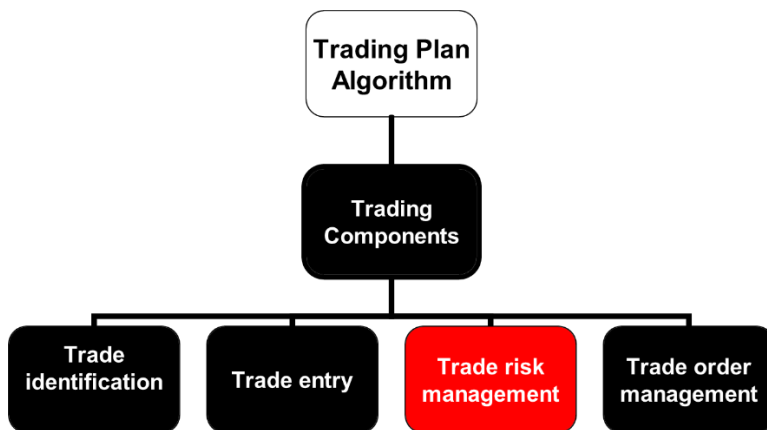 Trading Plan
Algorithm
Trading
Components
Trade
identification
Trade entry
Trade risk
management
Trade order
management